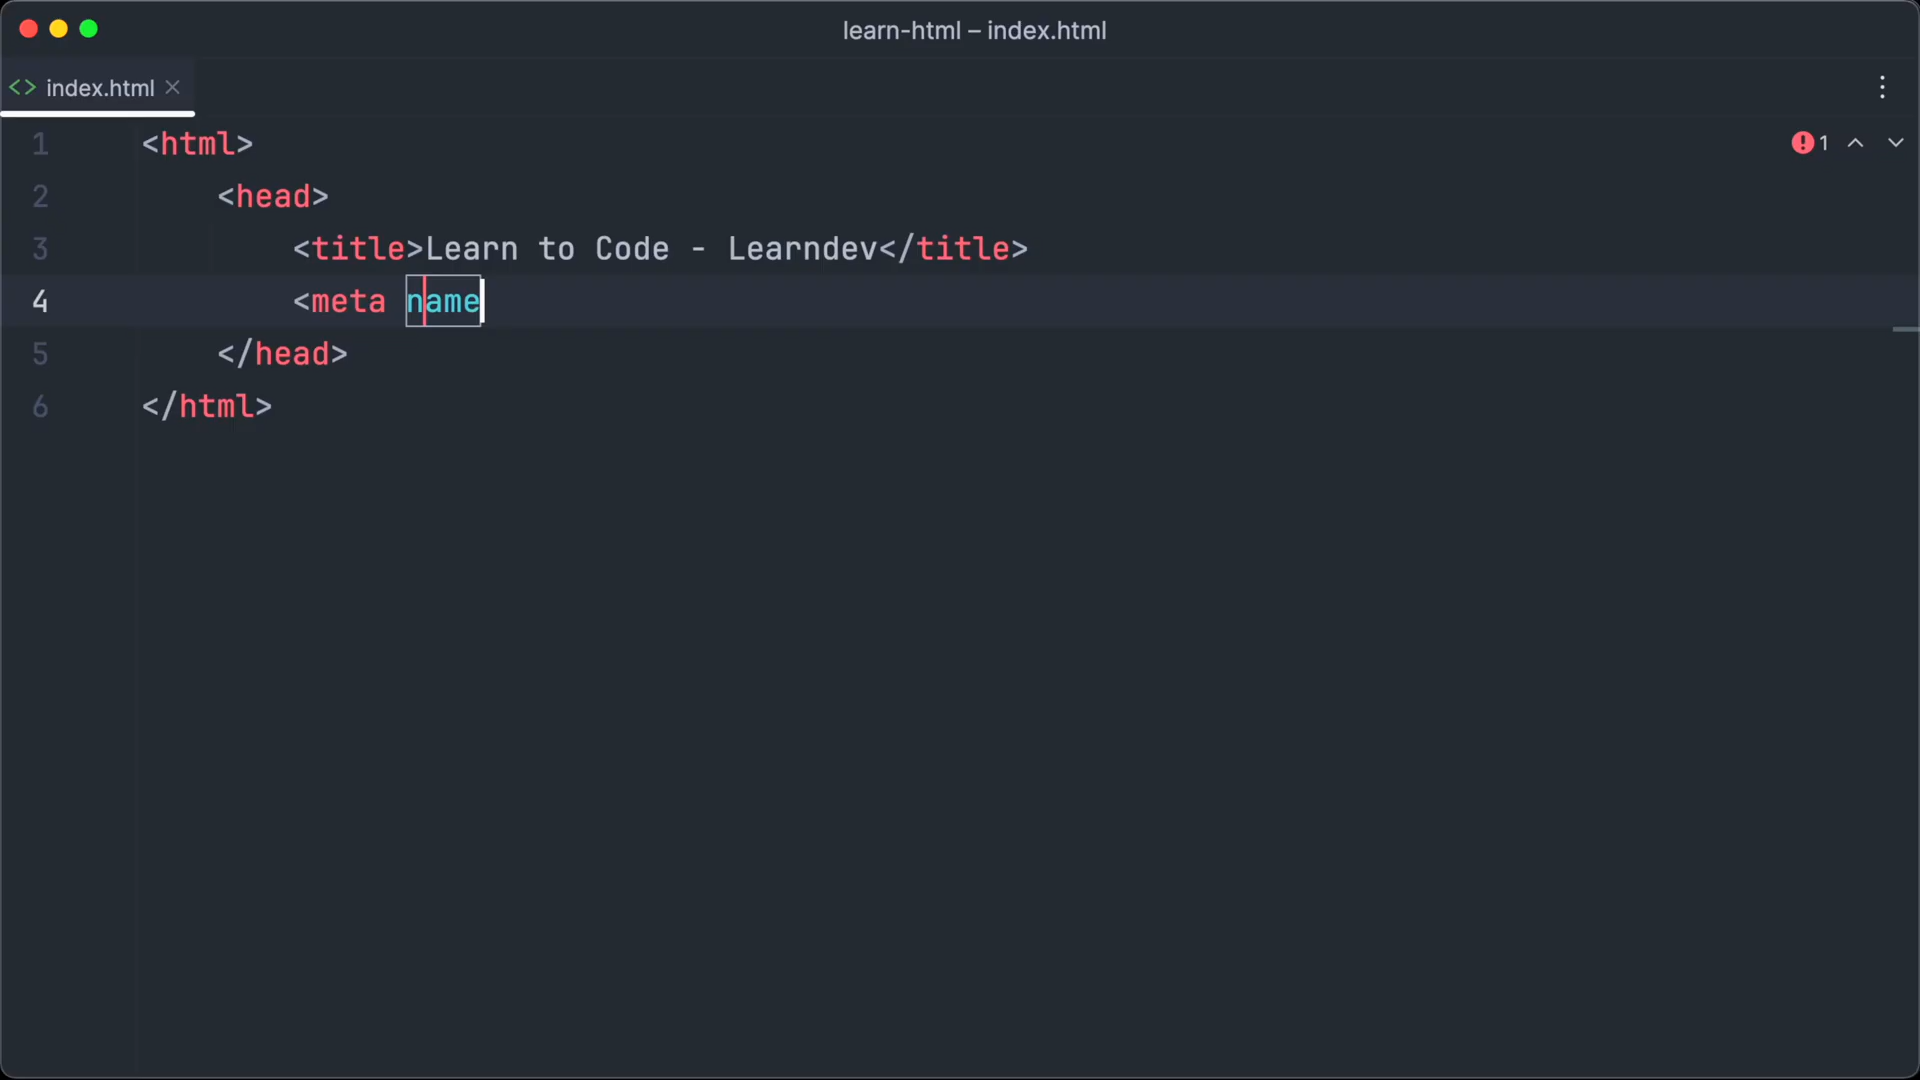 learn-html – index.html
<> index.html ×
1 <html>
1
2 <head>
3 <title>Learn to Code - Learndev</title>
4 <meta name
5 </head>
6 </html>